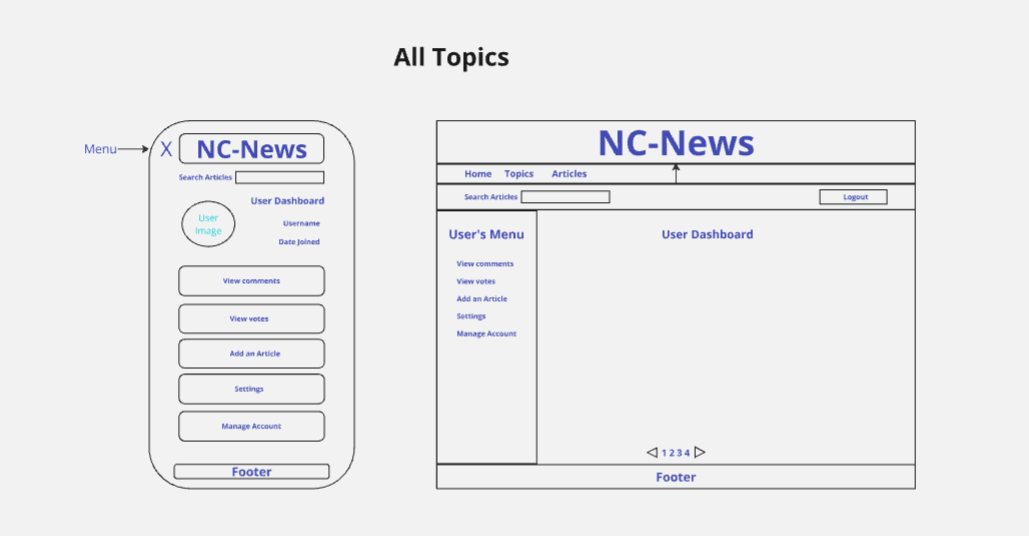 All Topics
Menu
X
NC-News
Search Articles
User Dashboard
User
Image
Username
Date Joined
View comments
View votes
Add an Article
Settings
Manage Account
Footer
NC-News
Home Topics Articles
Search Articles
Logout
User's Menu
User Dashboard
View comments
View votes
Add an Article
Settings
Manage Account
1 2 3 4
Footer